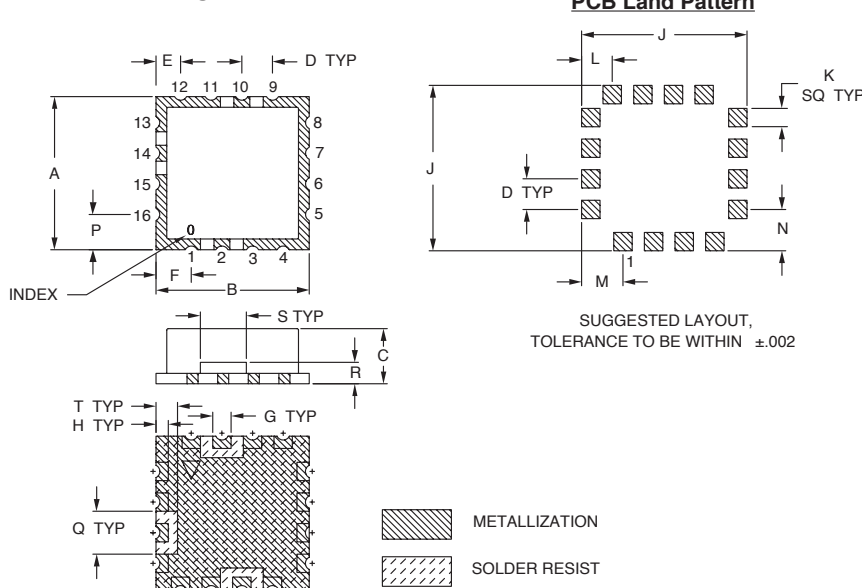 PCB Land Pattern
E
D TYP
12 11 10 9
13
14
15
16
8
7
6
5
A
P
0
1 2 3 4
F
B
INDEX
J
L
K
SQ TYP
J
D TYP
N
1
M
SUGGESTED LAYOUT,
TOLERANCE TO BE WITHIN ±.002
S TYP
C
R
T TYP
H TYP
G TYP
Q TYP
METALLIZATION
SOLDER RESIST